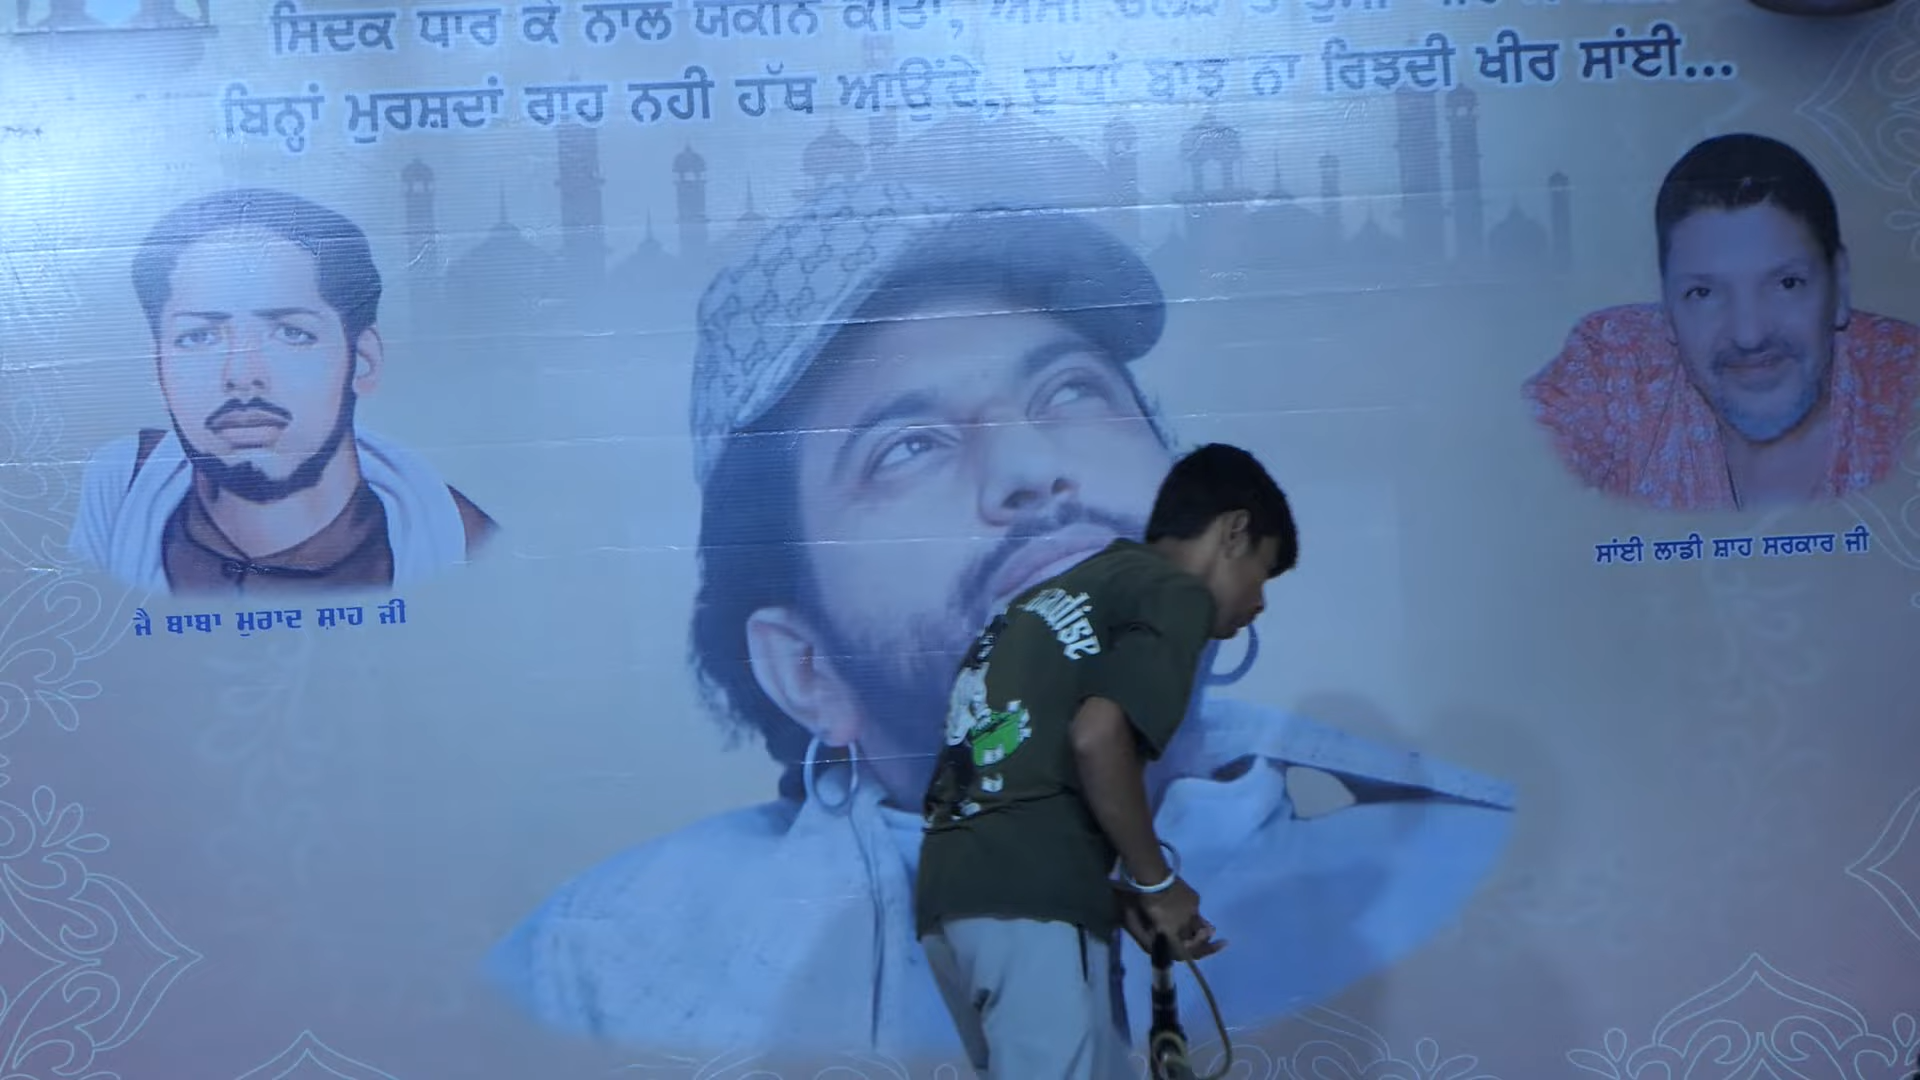 ਸਿਦਕ ਧਾਰ ਕੇ ਨਾਲ ਯਕੀਨ ਕੀਤਾ,
ਬਿਨ੍ਹਾਂ ਮੁਰਸ਼ਦਾਂ ਰਾਹ ਨਹੀ ਹੱਥ ਆਉਂਦੇ,, ਦੁੱਧਾਂ ਬਾਝ ਨਾ ਰਿਝਦੀ ਖੀਰ ਸਾਂਈ...
ਸਾਂਈ ਲਾਡੀ ਸ਼ਾਹ ਸਰਕਾਰ ਜੀ
ਜੈ ਬਾਬਾ ਮੁਰਾਦ ਸ਼ਾਹ ਜੀ